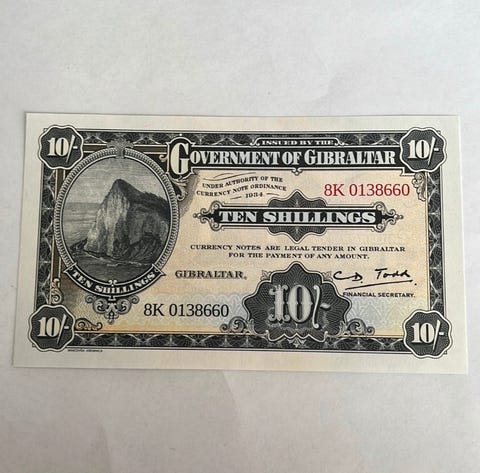 10/-
ISSUED BY THE
10/-
GOVERNMENT OF GIBRALTAR
UNDER AUTHORITY OF THE
CURRENCY NOTE ORDINANCE
1934.
8K 0138660
TEN SHILLINGS
CURRENCY NOTES ARE LEGAL TENDER IN GIBRALTAR
FOR THE PAYMENT OF ANY AMOUNT.
TEN SHILLINGS
GIBRALTAR,
C.D. Todd
FINANCIAL SECRETARY.
8K 0138660
10/-
10/-
10/-